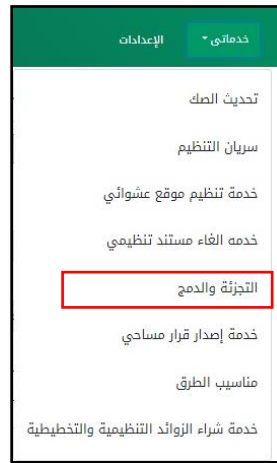 خدماتى الإعدادات
تحديث الصك
سريان التنظيم
خدمة تنظيم موقع عشوائي
خدمه الغاء مستند تنظيمي
التجزئة والدمج
خدمة إصدار قرار مساحي
مناسيب الطرق
خدمة شراء الزوائد التنظيمية والتخطيطية